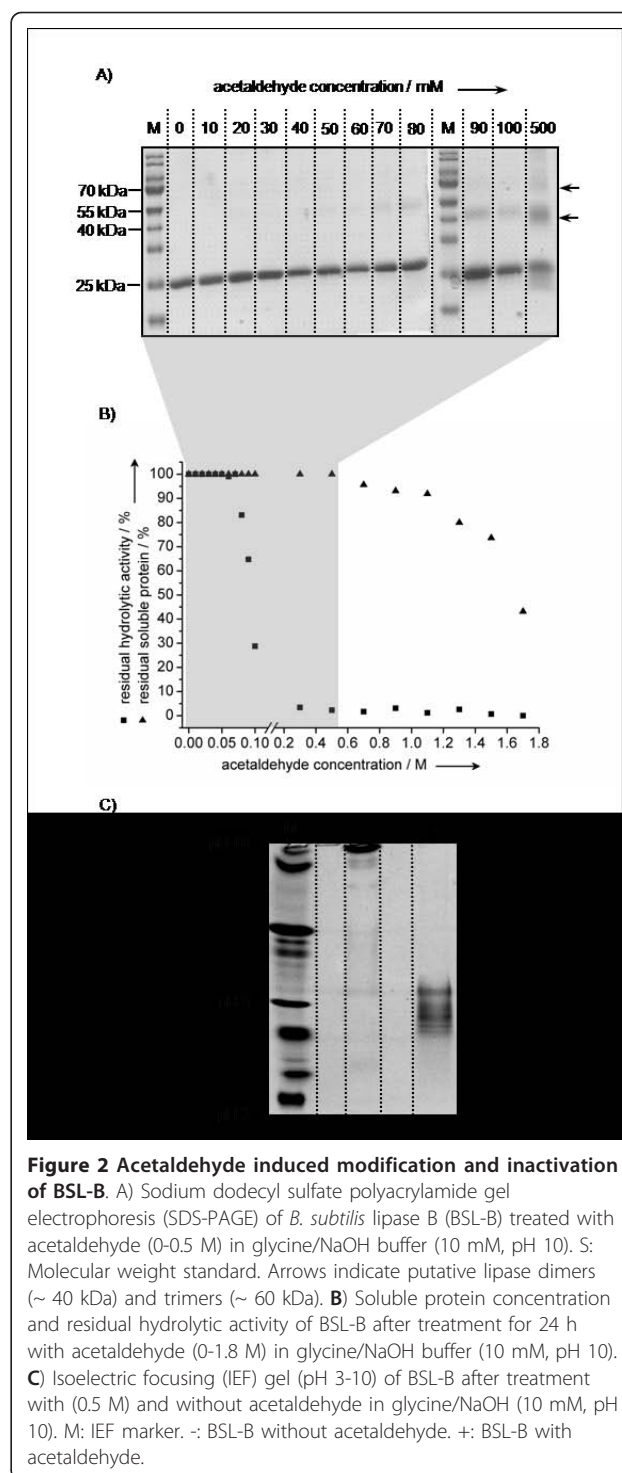 A)
acetaldehyde concentration / mM
M 0 10 20 30 40 50 60 70 80 M 90 100 500
70 kDa
55 kDa
40 kDa
25 kDa
B)
residual hydrolytic activity / %
residual soluble protein / %
100
90
80
70
60
50
40
30
20
10
0
0.00 0.05 0.10 0.2 0.4 0.6 0.8 1.0 1.2 1.4 1.6 1.8
acetaldehyde concentration / M
C)
Figure 2 Acetaldehyde induced modification and inactivation
of BSL-B. A) Sodium dodecyl sulfate polyacrylamide gel
electrophoresis (SDS-PAGE) of B. subtilis lipase B (BSL-B) treated with
acetaldehyde (0-0.5 M) in glycine/NaOH buffer (10 mM, pH 10). S:
Molecular weight standard. Arrows indicate putative lipase dimers
(~ 40 kDa) and trimers (~ 60 kDa). B) Soluble protein concentration
and residual hydrolytic activity of BSL-B after treatment for 24 h
with acetaldehyde (0-1.8 M) in glycine/NaOH buffer (10 mM, pH 10).
C) Isoelectric focusing (IEF) gel (pH 3-10) of BSL-B after treatment
with (0.5 M) and without acetaldehyde in glycine/NaOH (10 mM, pH
10). M: IEF marker. -: BSL-B without acetaldehyde. +: BSL-B with
acetaldehyde.